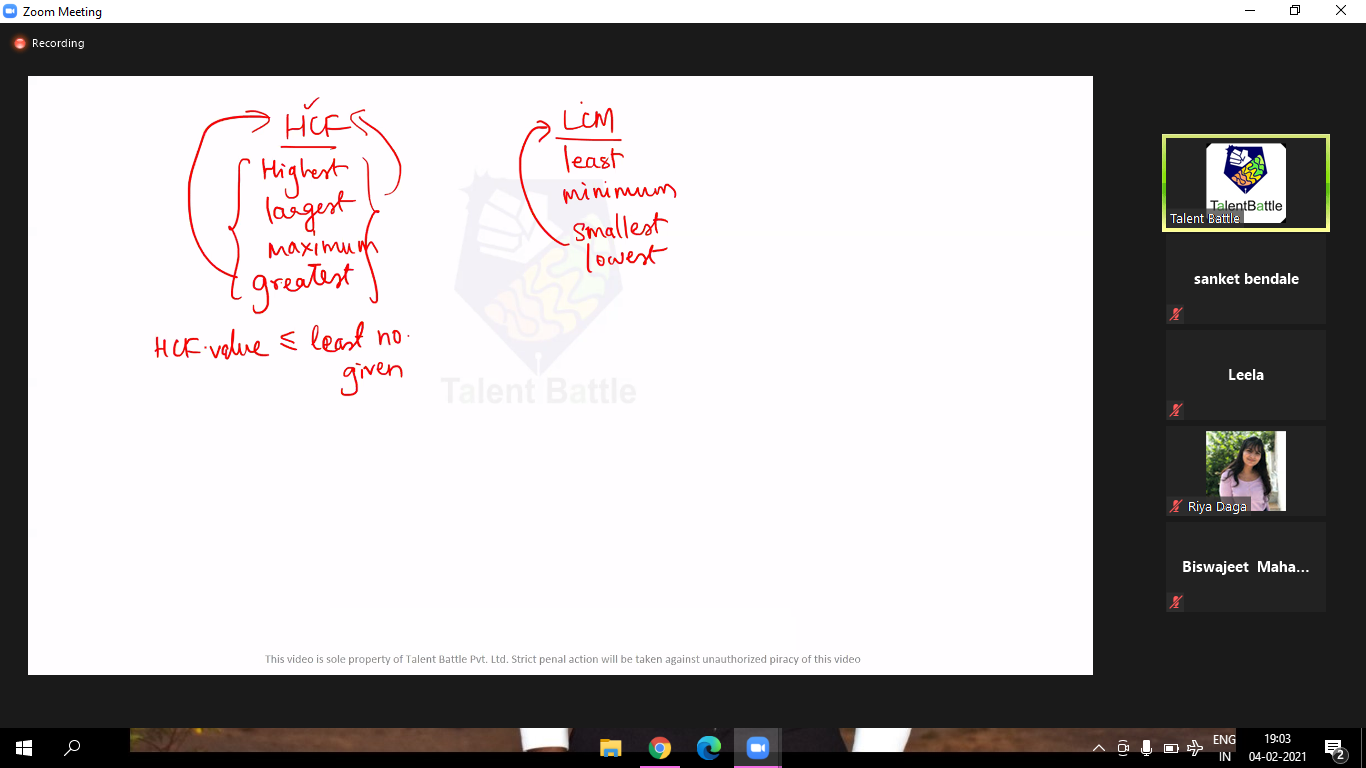 Zoom Meeting
Recording
HCF
Highest
largest
maximum
greatest
HCF value ≤ least no.
given
LCM
least
minimum
smallest
lowest
Talent Battle
This video is sole property of Talent Battle Pvt. Ltd. Strict penal action will be taken against unauthorized piracy of this video
TalentBattle
Talent Battle
sanket bendale
Leela
Riya Daga
Biswajeet Maha...
ENG
IN
19:03
04-02-2021
2